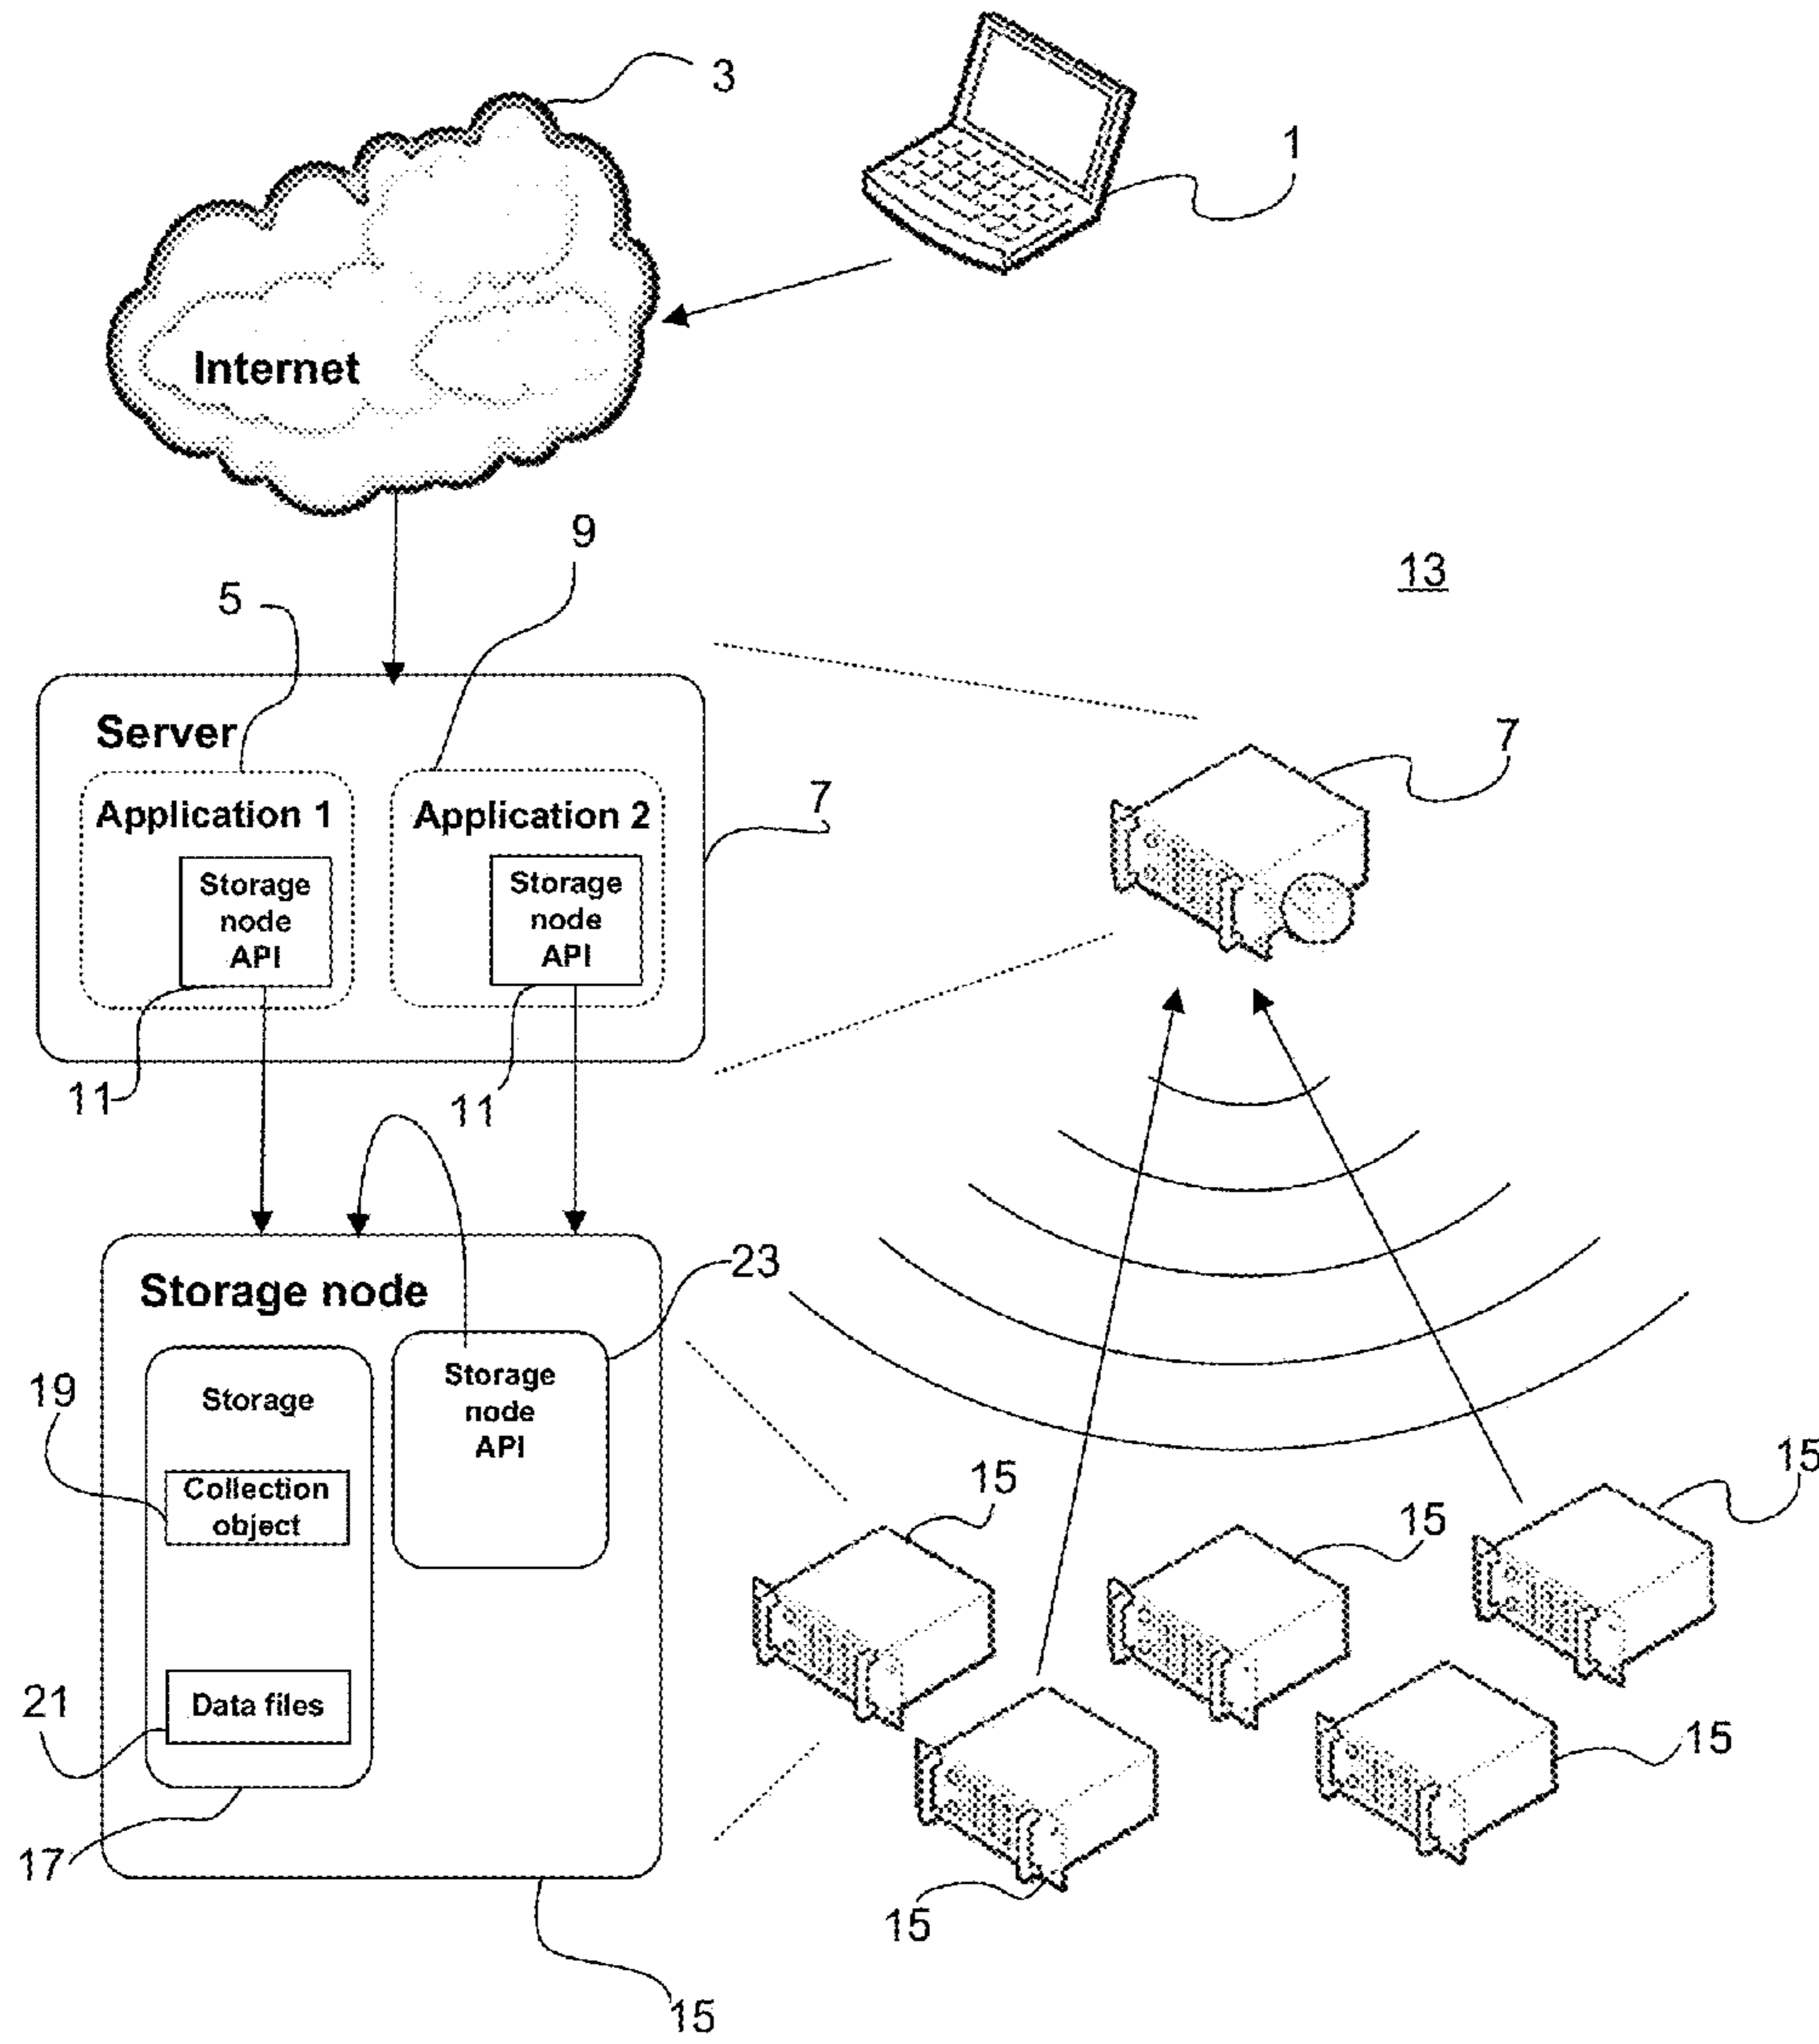 3
1
Internet
9
13
5
Server
7
Application 1
Application 2
7
Storage
node
API
Storage
node
API
11
11
Storage node
23
Storage
node
API
19
Storage
Collection
object
15
15
15
21
Data files
15
17
15
15